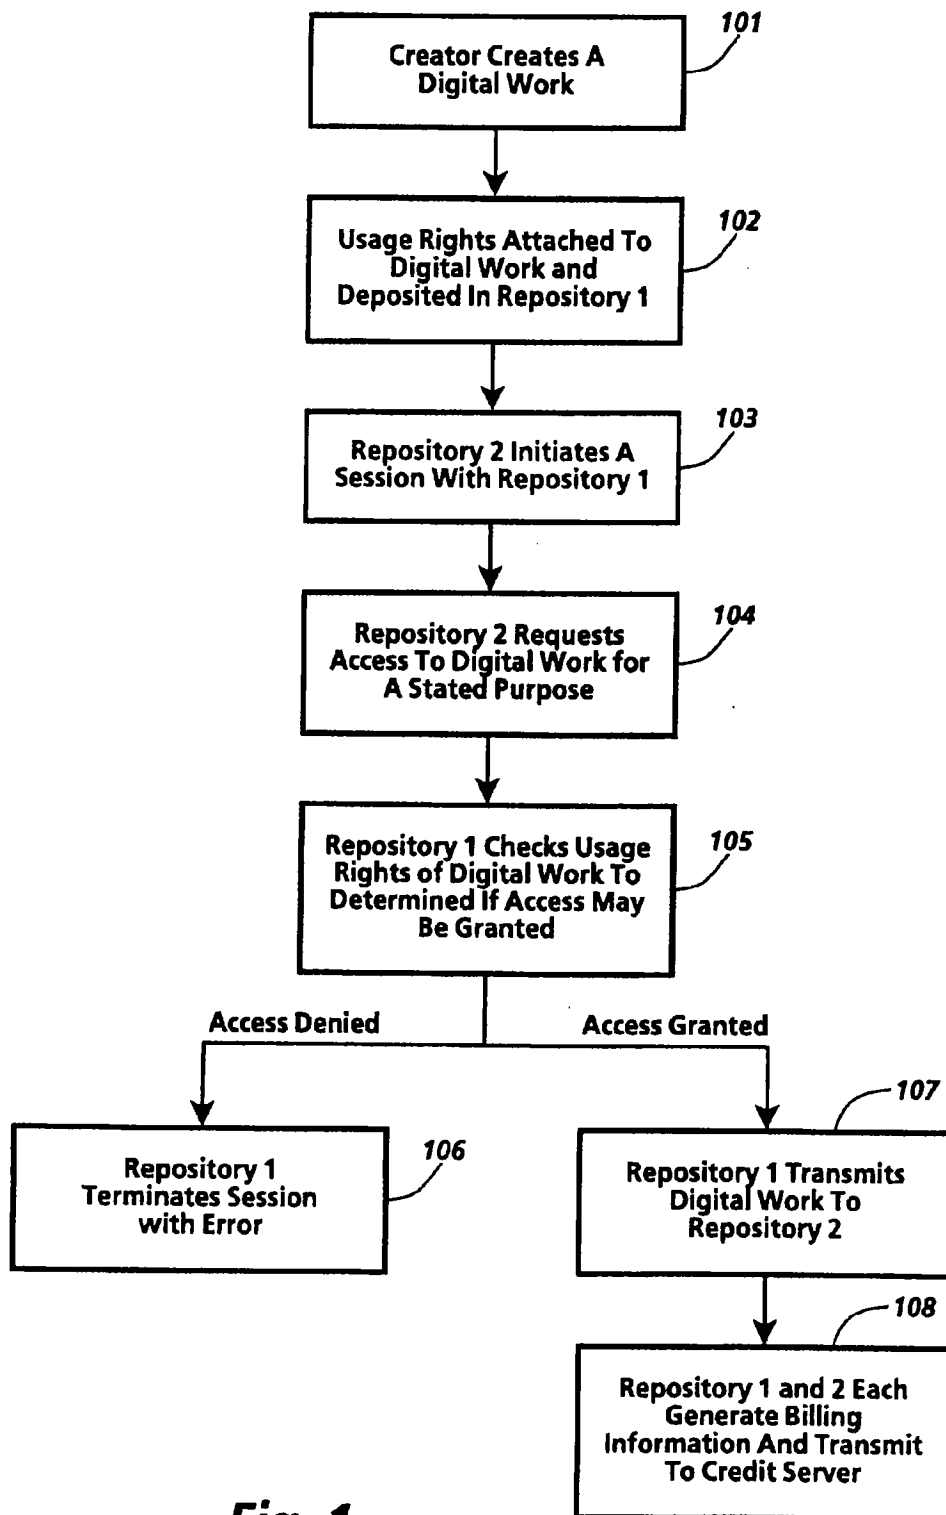 101
Creator Creates A
Digital Work
102
Usage Rights Attached To
Digital Work and
Deposited In Repository 1
103
Repository 2 Initiates A
Session With Repository 1
104
Repository 2 Requests
Access To Digital Work for
A Stated Purpose
105
Repository 1 Checks Usage
Rights of Digital Work To
Determined If Access May
Be Granted
Access Denied
Access Granted
106
Repository 1
Terminates Session
with Error
107
Repository 1 Transmits
Digital Work To
Repository 2
108
Repository 1 and 2 Each
Generate Billing
Information And Transmit
To Credit Server
Fig. 1